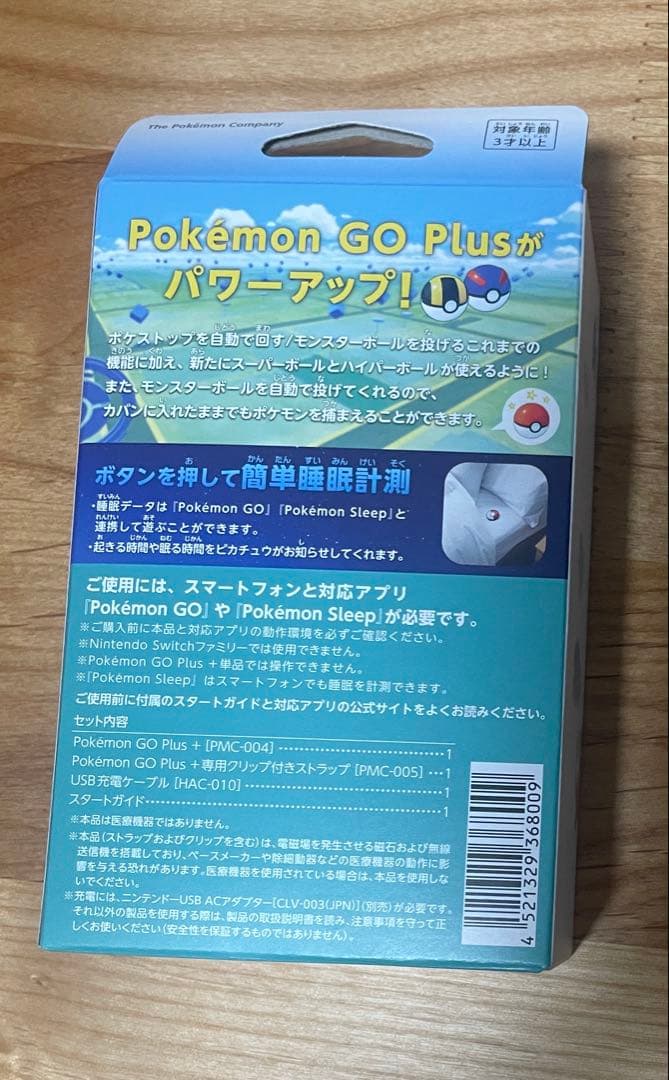 The Pokémon Company
対象年齢
3才以上
Pokémon GO Plusが
パワーアップ!
ポケストップを自動で回す/モンスターボールを投げるこれまでの
機能に加え、新たにスーパーボールとハイパーボールが使えるように!
また、モンスターボールを自動で投げてくれるので、
カバンに入れたままでもポケモンを捕まえることができます。
ボタンを押して簡単睡眠計測
・睡眠データは『Pokémon GO』『Pokémon Sleep』と
連携して遊ぶことができます。
・起きる時間や眠る時間をピカチュウがお知らせしてくれます。
ご使用には、スマートフォンと対応アプリ
『Pokémon GO』や『Pokémon Sleep』が必要です。
※ご購入前に本品と対応アプリの動作環境を必ずご確認ください。
※Nintendo Switchファミリーでは使用できません。
※Pokémon GO Plus +単品では操作できません。
※『Pokémon Sleep』はスマートフォンでも睡眠を計測できます。
ご使用前に付属のスタートガイドと対応アプリの公式サイトをよくお読みください。
セット内容
Pokémon GO Plus + [PMC-004] 1
Pokémon GO Plus +専用クリップ付きストラップ [PMC-005] 1
USB充電ケーブル [HAC-010] 1
スタートガイド 1
※本品は医療機器ではありません。
※本品(ストラップおよびクリップを含む)は、電磁場を発生させる磁石および無線
送信機を搭載しており、ペースメーカーや除細動器などの医療機器の動作に影
響を与える恐れがあります。医療機器を使用されている場合は、本品を使用しな
いでください。
※充電には、ニンテンドーUSB ACアダプター[CLV-003(JPN)](別売)が必要です。
それ以外の製品を使用する際は、製品の取扱説明書を読み、注意事項を守って正
しくお使いください(安全性を保証するものではありません)。
4 521329 368009